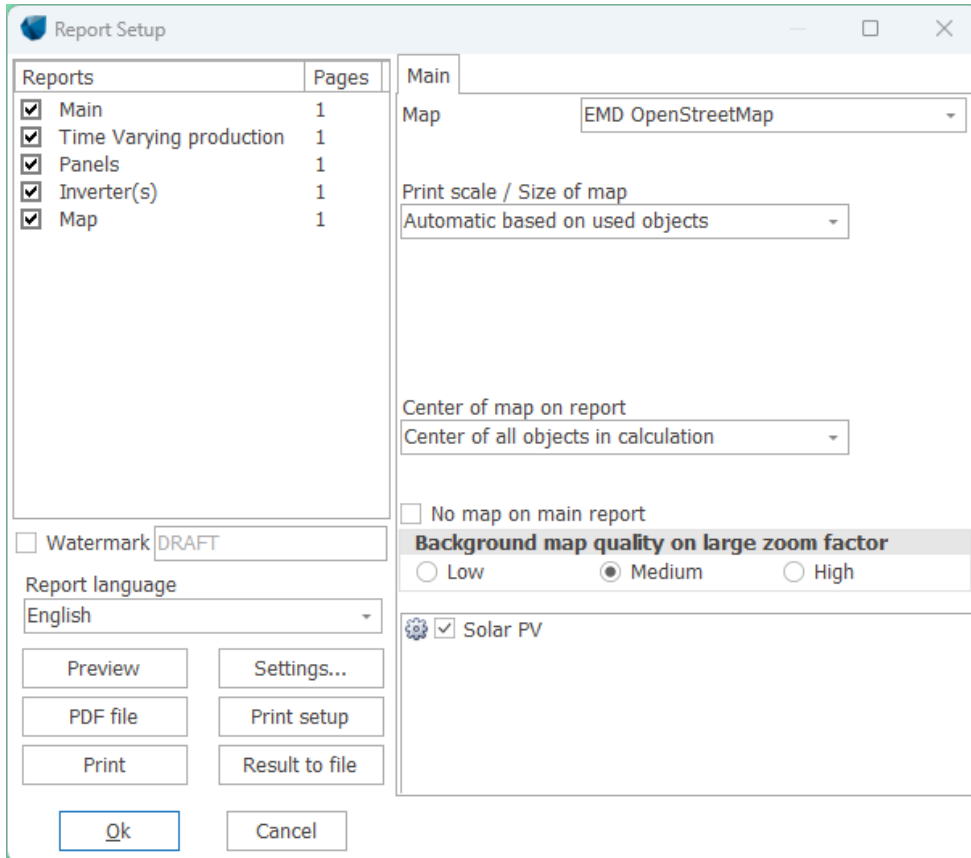 Report Setup
Reports Pages
Main 1
Time Varying production 1
Panels 1
Inverter(s) 1
Map 1
Watermark DRAFT
Report language
English
Preview Settings...
PDF file Print setup
Print Result to file
Ok Cancel
Main
Map EMD OpenStreetMap
Print scale / Size of map
Automatic based on used objects
Center of map on report
Center of all objects in calculation
No map on main report
Background map quality on large zoom factor
Low Medium High
Solar PV